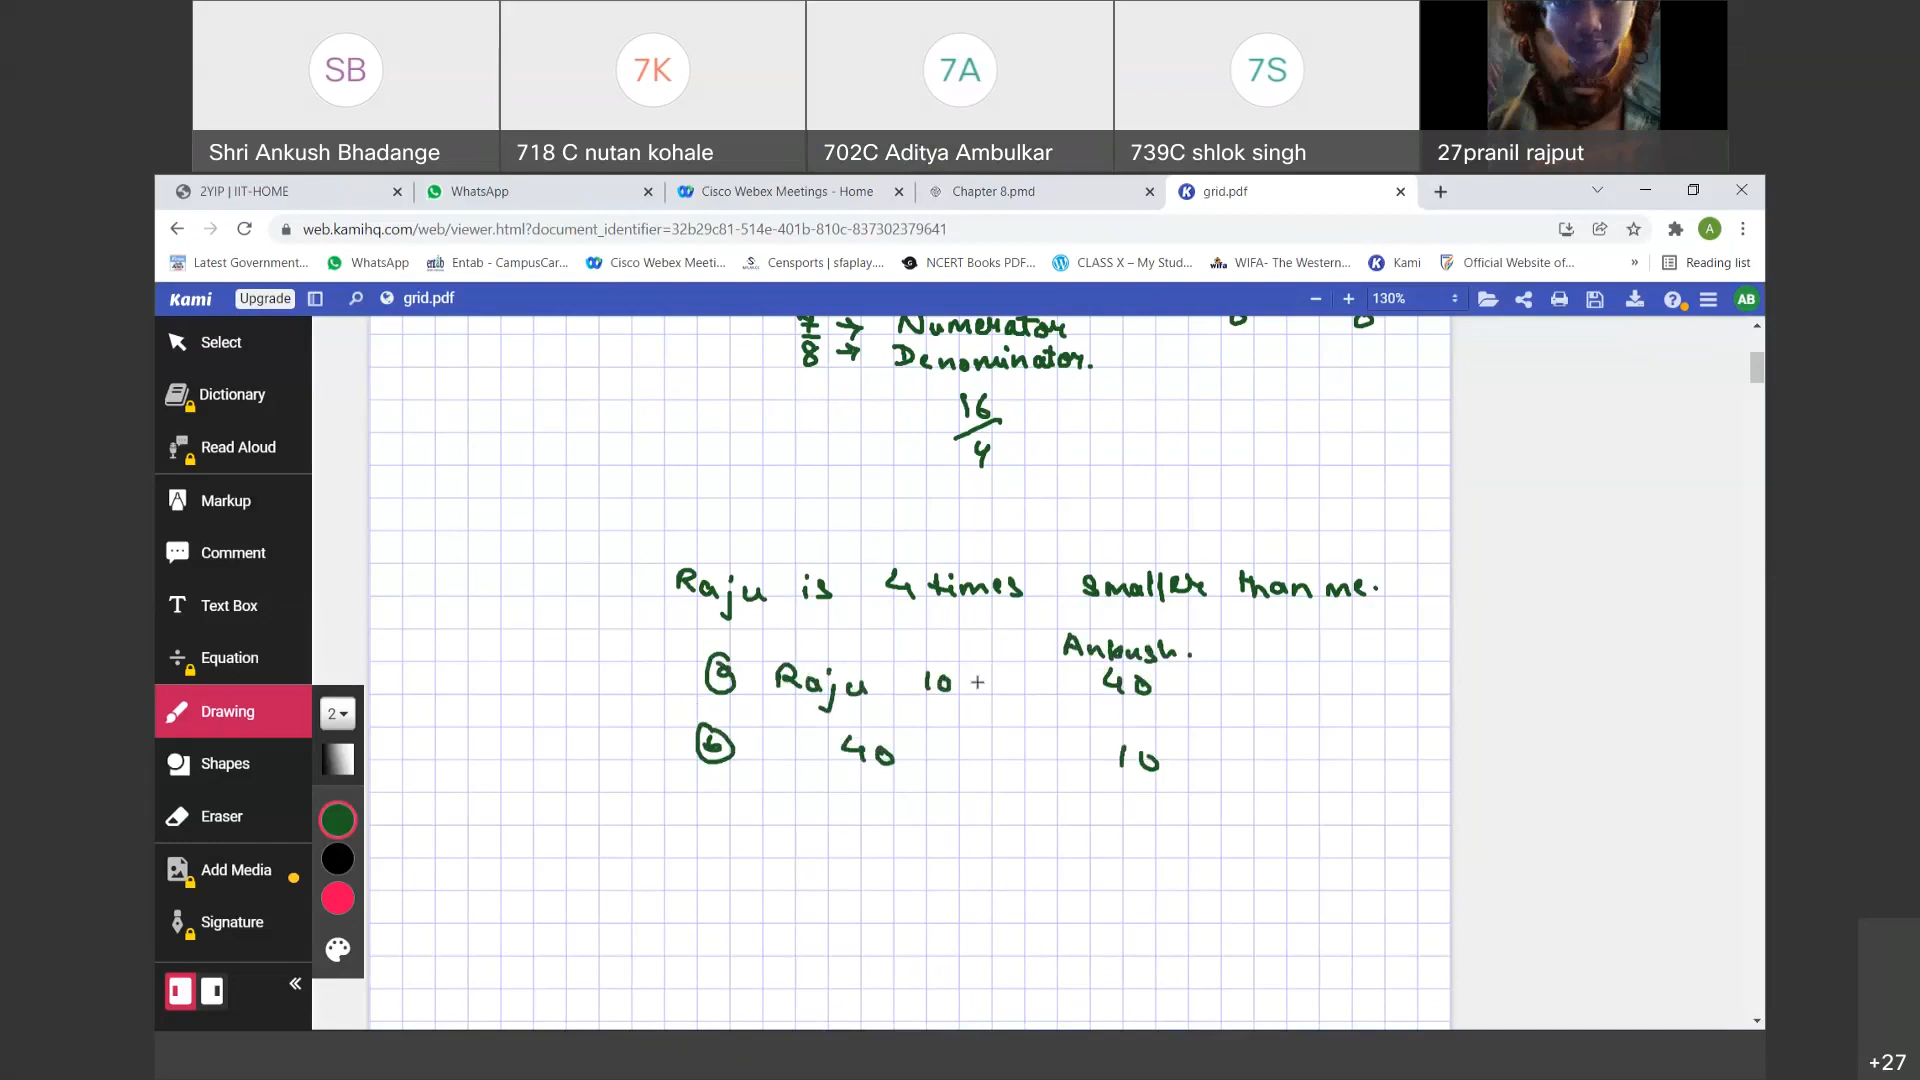 SB 7K 7A 7S
Shri Ankush Bhadange 718 C nutan kohale 702C Aditya Ambulkar 739C shlok singh 27pranil rajput
2YIP | IIT-HOME WhatsApp Cisco Webex Meetings - Home Chapter 8.pmd grid.pdf
web.kamihq.com/web/viewer.html?document_identifier=32b29c81-514e-401b-810c-837302379641 A
Latest Government... WhatsApp Entab - CampusCar... Cisco Webex Meeti... Censports | sfaplay.... NCERT Books PDF... CLASS X – My Stud... WIFA- The Western... Kami Official Website of... » Reading list
Kami Upgrade grid.pdf 130% AB
Select
Dictionary
Read Aloud
Markup
Comment
Text Box
Equation
Drawing
2
Shapes
Eraser
Add Media
Signature
7 → Numerator
8 → Denominator.
16
4
Raju is 4 times smaller than me.
Ankush.
a Raju 10 40
b 40 10
+27